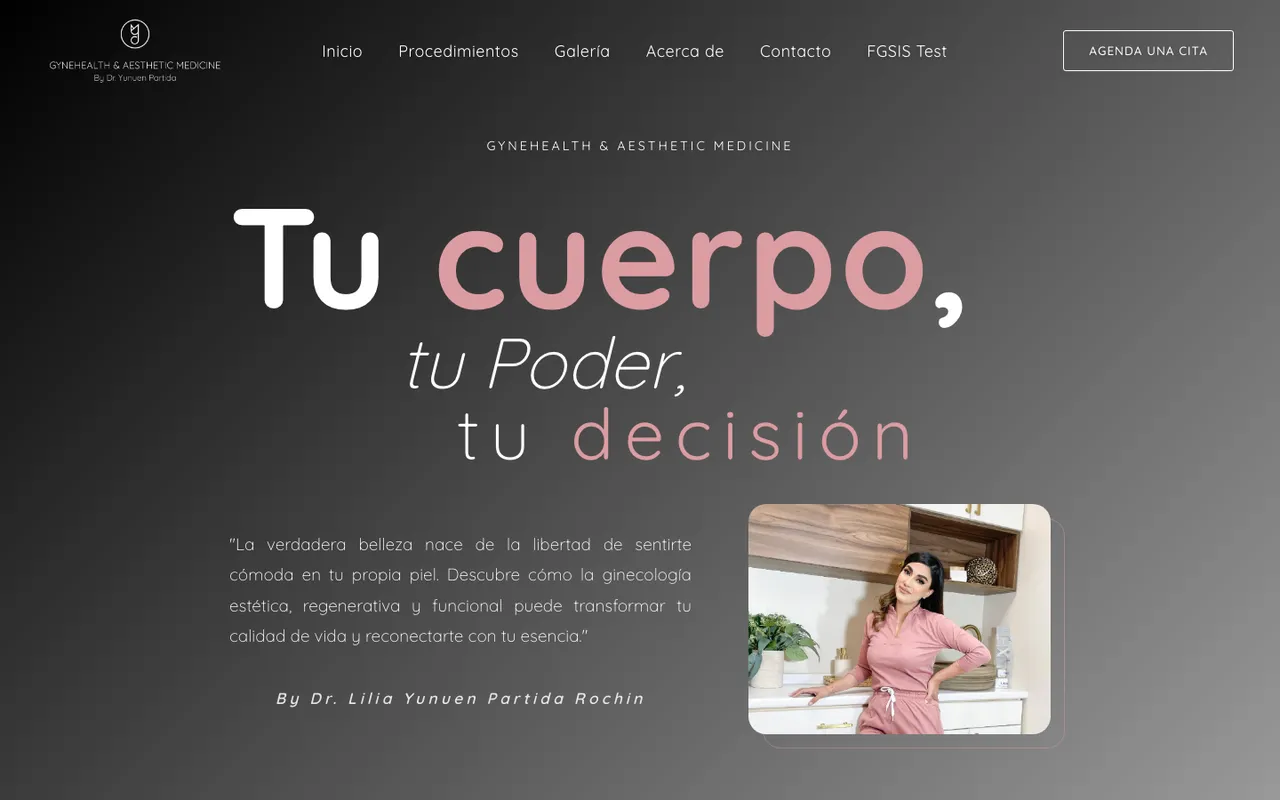 GYNEHEALTH & AESTHETIC MEDICINE
By Dr. Yunuen Partida
Inicio
Procedimientos
Galería
Acerca de
Contacto
FGSIS Test
AGENDA UNA CITA
GYNEHEALTH & AESTHETIC MEDICINE
Tu cuerpo,
tu Poder,
tu decisión
"La verdadera belleza nace de la libertad de sentirte
cómoda en tu propia piel. Descubre cómo la ginecología
estética, regenerativa y funcional puede transformar tu
calidad de vida y reconectarte con tu esencia."
By Dr. Lilia Yunuen Partida Rochin